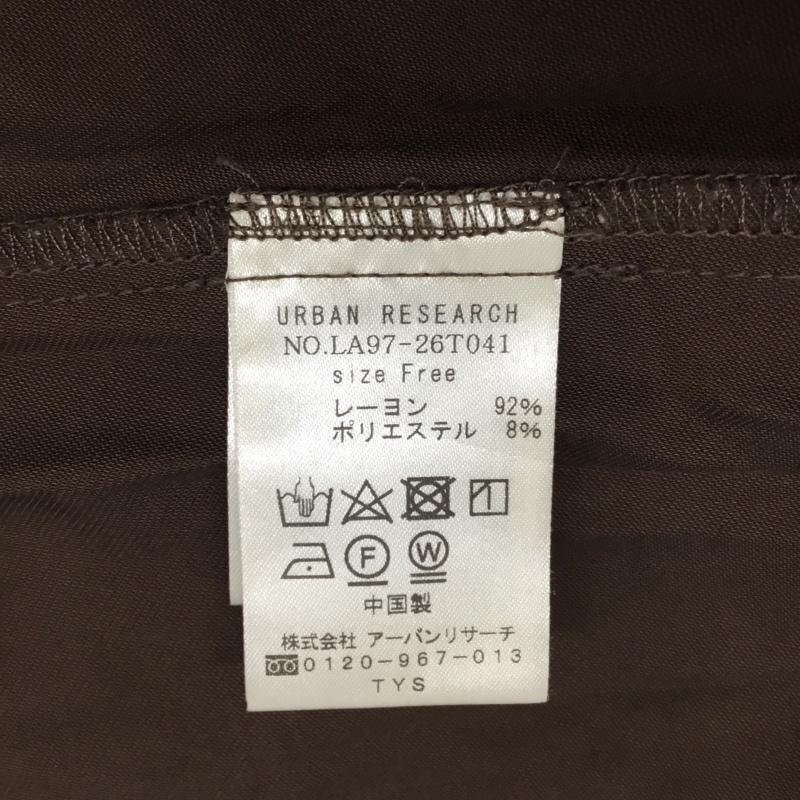 URBAN RESEARCH
NO.LA97-26T041
size Free
レーヨン 92%
ポリエステル 8%
F W
中国製
株式会社 アーバンリサーチ
0120-967-013
TYS